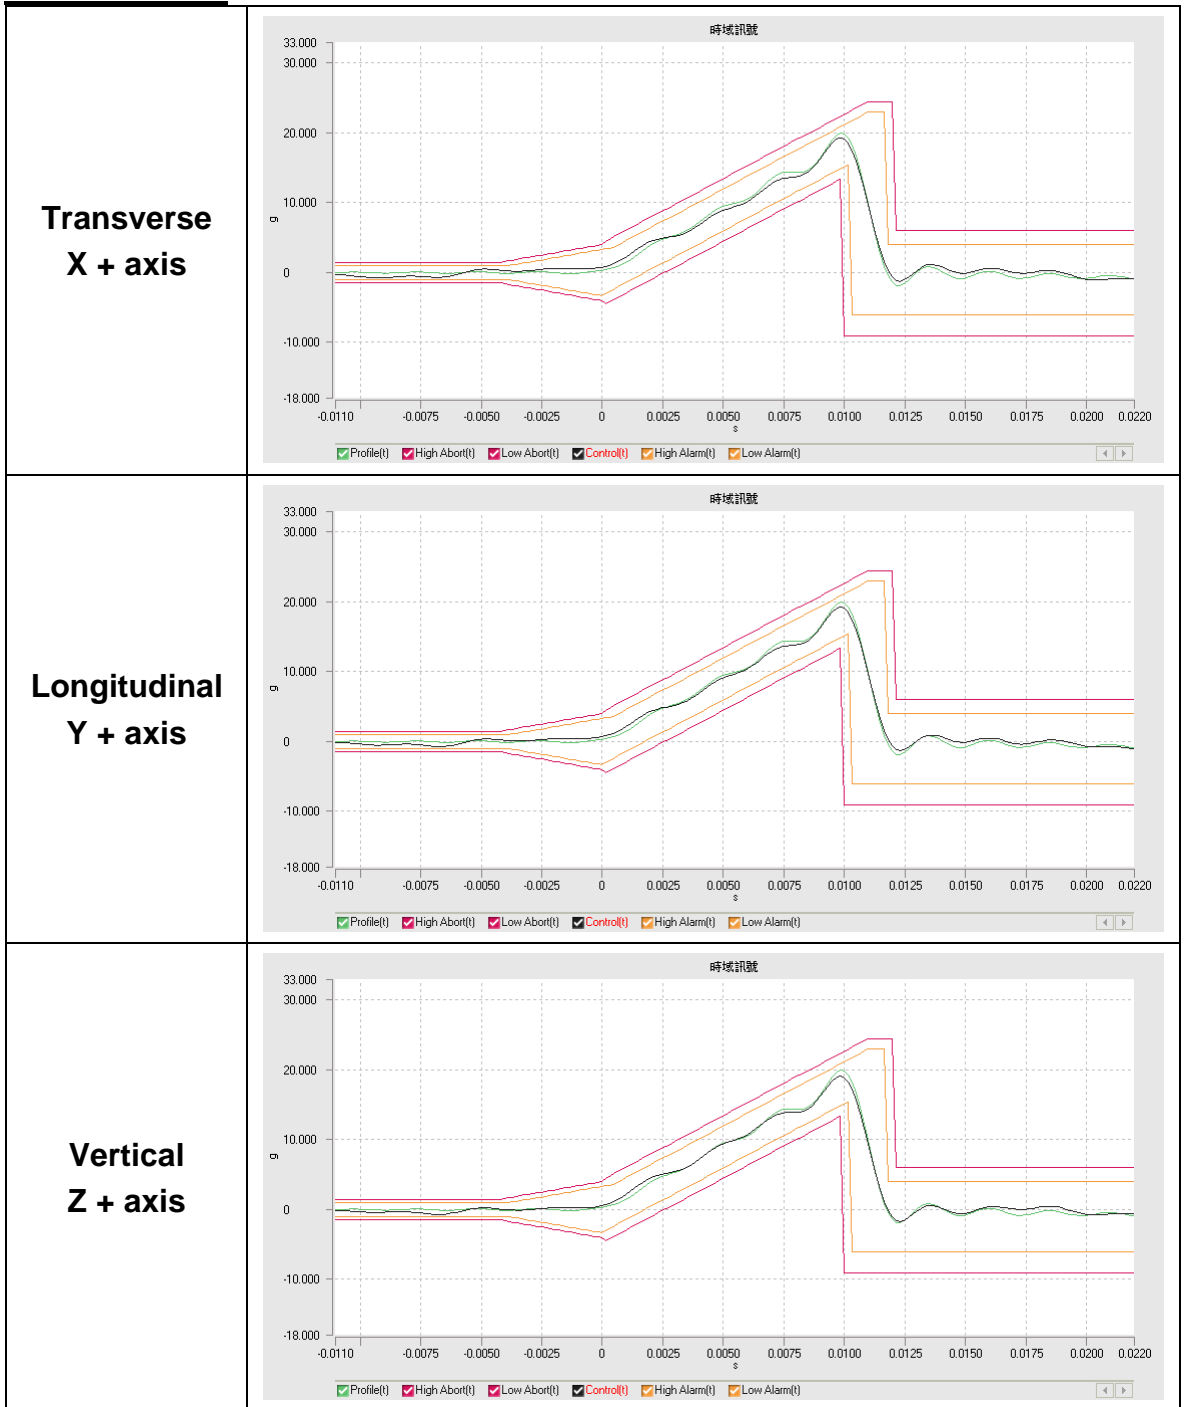 Transverse
X + axis
時域訊號
33.000
30.000
20.000
10.000
g
0
-10.000
-18.000
-0.0110 -0.0075 -0.0050 -0.0025 0 0.0025 0.0050 0.0075 0.0100 0.0125 0.0150 0.0175 0.0200 0.0220
s
Profile(t) High Abort(t) Low Abort(t) Control(t) High Alarm(t) Low Alarm(t)
Longitudinal
Y + axis
時域訊號
33.000
30.000
20.000
10.000
g
0
-10.000
-18.000
-0.0110 -0.0075 -0.0050 -0.0025 0 0.0025 0.0050 0.0075 0.0100 0.0125 0.0150 0.0175 0.0200 0.0220
s
Profile(t) High Abort(t) Low Abort(t) Control(t) High Alarm(t) Low Alarm(t)
Vertical
Z + axis
時域訊號
33.000
30.000
20.000
10.000
g
0
-10.000
-18.000
-0.0110 -0.0075 -0.0050 -0.0025 0 0.0025 0.0050 0.0075 0.0100 0.0125 0.0150 0.0175 0.0200 0.0220
s
Profile(t) High Abort(t) Low Abort(t) Control(t) High Alarm(t) Low Alarm(t)